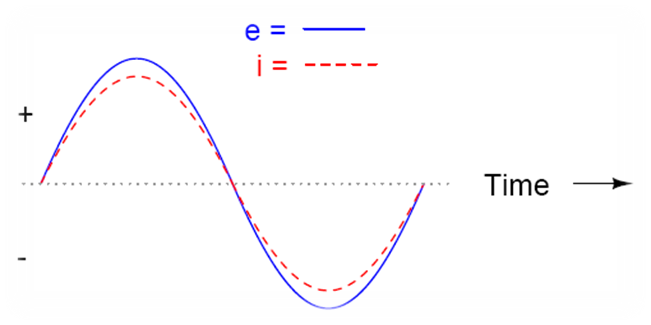 e =
i =
+
Time
-